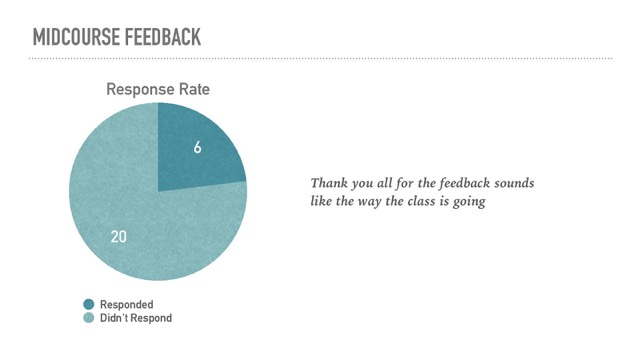 MIDCOURSE FEEDBACK
Response Rate
6
20
Thank you all for the feedback sounds
like the way the class is going
Responded
Didn't Respond